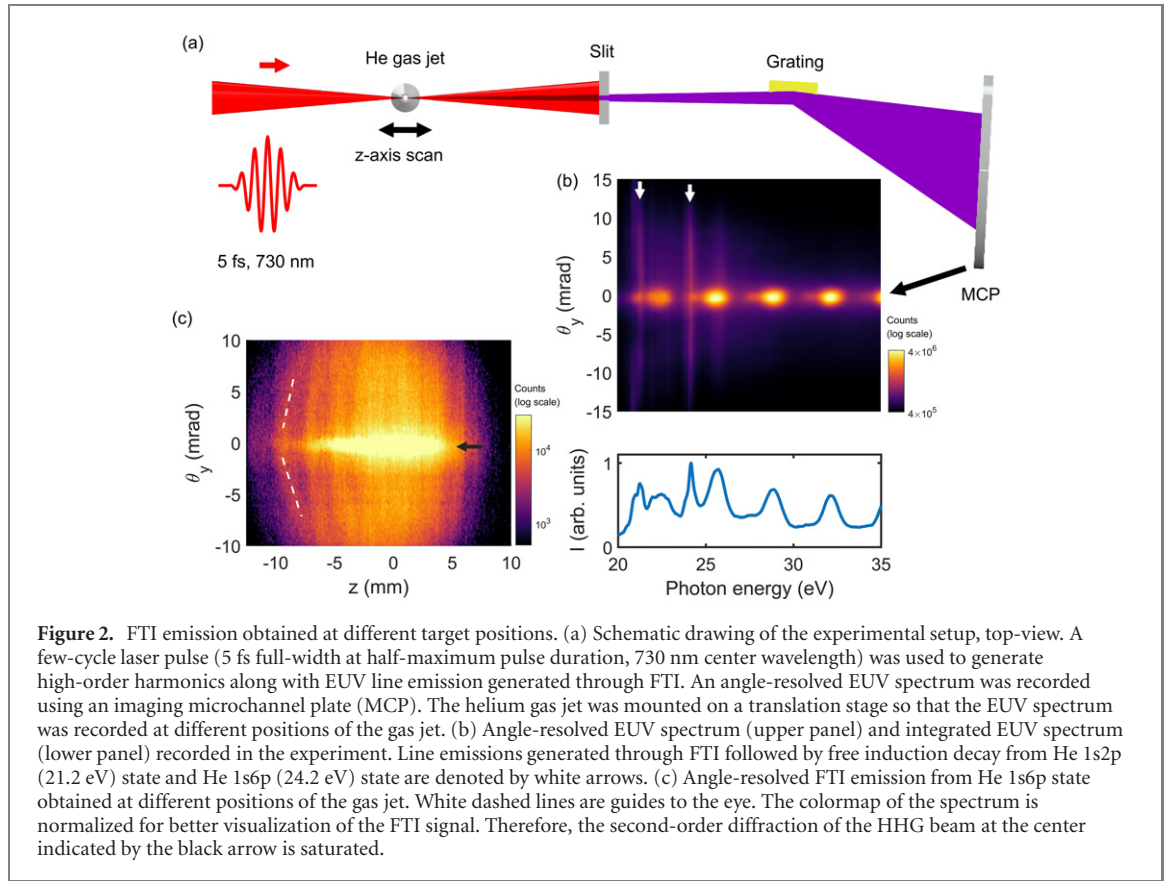 (a)
He gas jet
Slit
Grating
z-axis scan
5 fs, 730 nm
MCP
(b)
15
10
5
0
-5
-10
-15
θy (mrad)
Counts
(log scale)
4×10⁶
4×10⁵
1
0
I (arb. units)
20 25 30 35
Photon energy (eV)
(c)
10
5
0
-5
-10
θy (mrad)
-10 -5 0 5 10
z (mm)
Counts
(log scale)
10⁴
10³
Figure 2. FTI emission obtained at different target positions. (a) Schematic drawing of the experimental setup, top-view. A
few-cycle laser pulse (5 fs full-width at half-maximum pulse duration, 730 nm center wavelength) was used to generate
high-order harmonics along with EUV line emission generated through FTI. An angle-resolved EUV spectrum was recorded
using an imaging microchannel plate (MCP). The helium gas jet was mounted on a translation stage so that the EUV spectrum
was recorded at different positions of the gas jet. (b) Angle-resolved EUV spectrum (upper panel) and integrated EUV spectrum
(lower panel) recorded in the experiment. Line emissions generated through FTI followed by free induction decay from He 1s2p
(21.2 eV) state and He 1s6p (24.2 eV) state are denoted by white arrows. (c) Angle-resolved FTI emission from He 1s6p state
obtained at different positions of the gas jet. White dashed lines are guides to the eye. The colormap of the spectrum is
normalized for better visualization of the FTI signal. Therefore, the second-order diffraction of the HHG beam at the center
indicated by the black arrow is saturated.